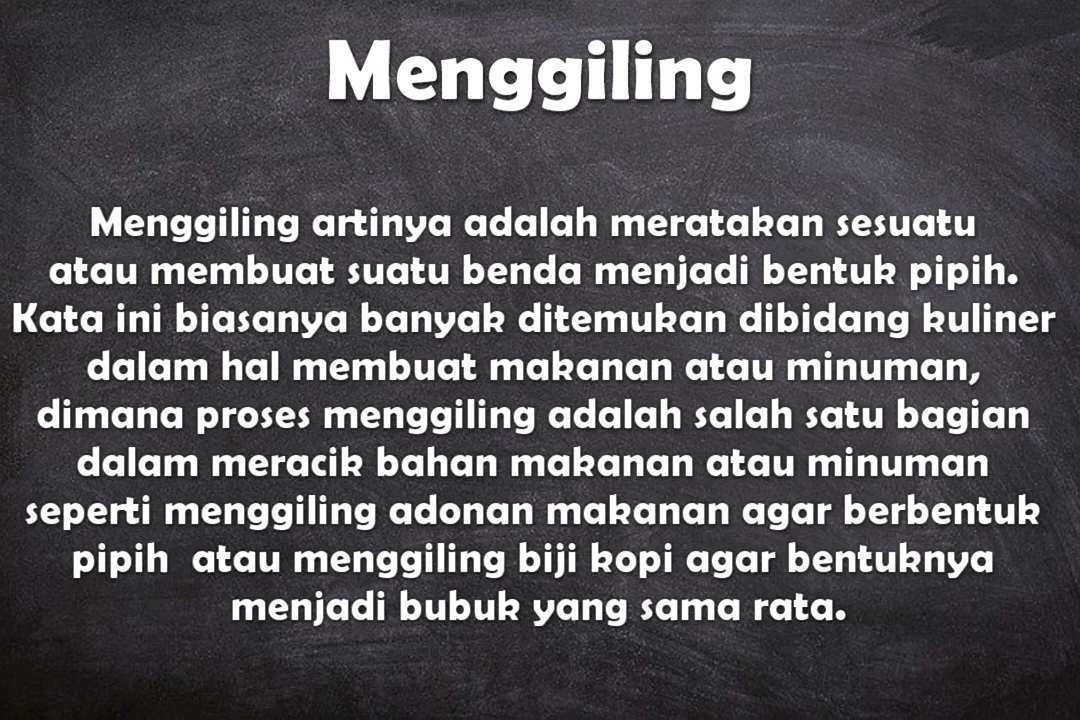 Menggiling
Menggiling artinya adalah meratakan sesuatu
atau membuat suatu benda menjadi bentuk pipih.
Kata ini biasanya banyak ditemukan dibidang kuliner
dalam hal membuat makanan atau minuman,
dimana proses menggiling adalah salah satu bagian
dalam meracik bahan makanan atau minuman
seperti menggiling adonan makanan agar berbentuk
pipih atau menggiling biji kopi agar bentuknya
menjadi bubuk yang sama rata.